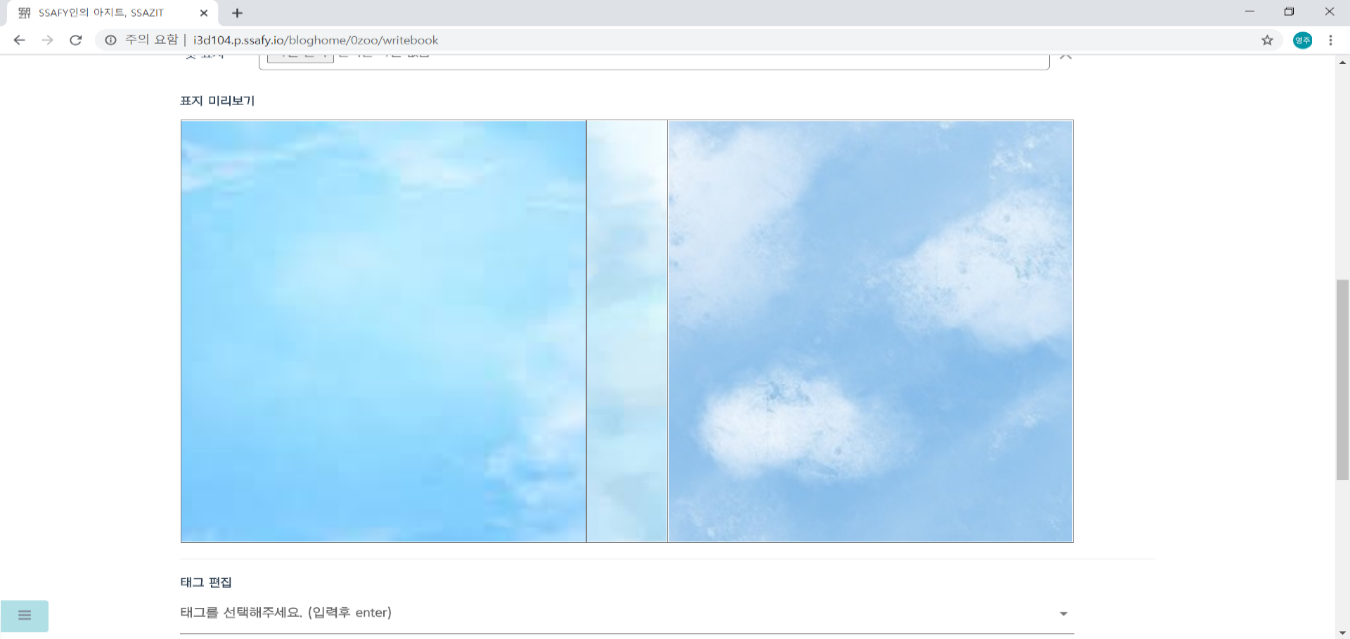 SSAFY인의 아지트, SSAZIT
주의 요함 | i3d104.p.ssafy.io/bloghome/0zoo/writebook
영주
표지 미리보기
태그 편집
태그를 선택해주세요. (입력후 enter)